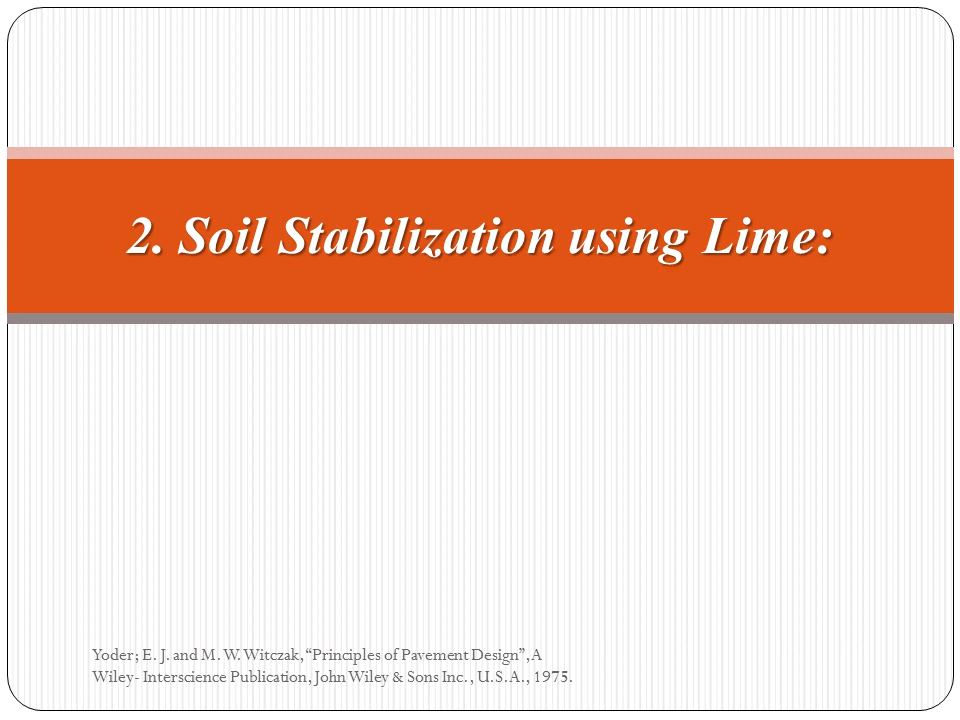 2. Soil Stabilization using Lime:
Yoder; E. J. and M. W. Witczak, “Principles of Pavement Design”, A
Wiley- Interscience Publication, John Wiley & Sons Inc., U.S.A., 1975.